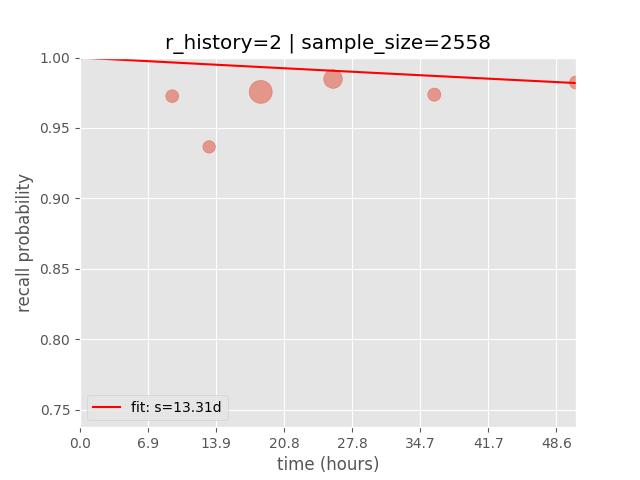 r_history=2 | sample_size=2558
1.00
0.95
0.90
0.85
0.80
0.75
recall probability
fit: s=13.31d
0.0 6.9 13.9 20.8 27.8 34.7 41.7 48.6
time (hours)